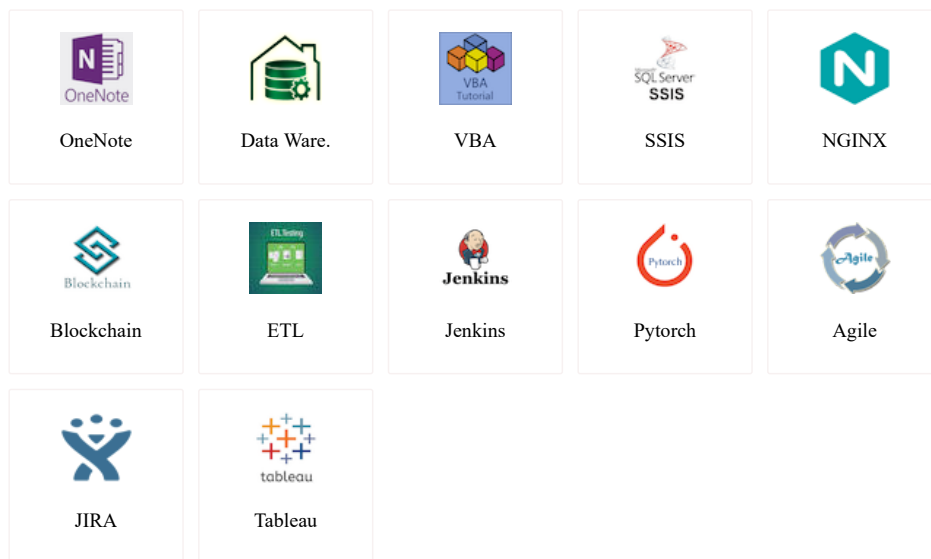 N
OneNote
OneNote
Data Ware.
VBA
Tutorial
VBA
Microsoft
SQL Server
SSIS
SSIS
N
NGINX
Blockchain
Blockchain
ETL Testing
ETL
Jenkins
Jenkins
Pytorch
Pytorch
Agile
Agile
JIRA
tableau
Tableau